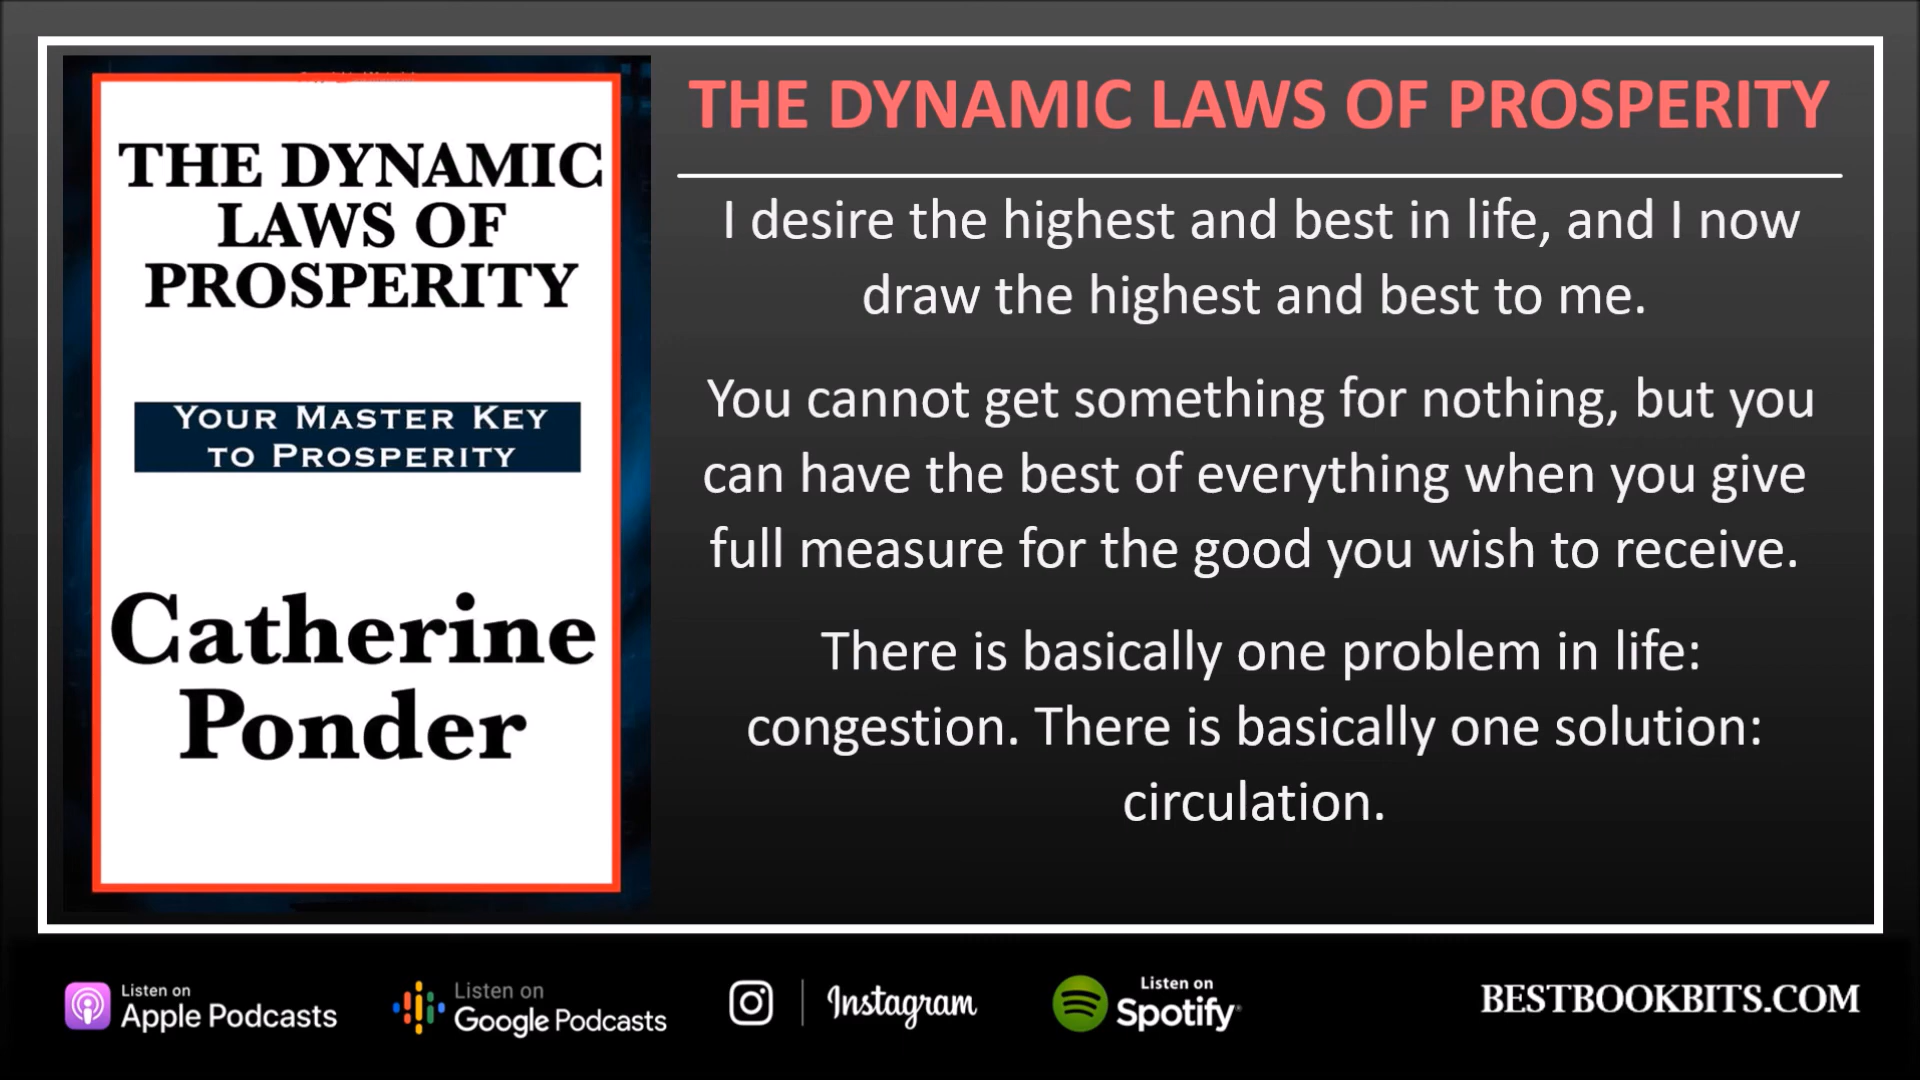 THE DYNAMIC
LAWS OF
PROSPERITY
YOUR MASTER KEY
TO PROSPERITY
Catherine
Ponder
THE DYNAMIC LAWS OF PROSPERITY
I desire the highest and best in life, and I now
draw the highest and best to me.
You cannot get something for nothing, but you
can have the best of everything when you give
full measure for the good you wish to receive.
There is basically one problem in life:
congestion. There is basically one solution:
circulation.
Listen on
Apple Podcasts
Listen on
Google Podcasts
Instagram
Listen on
Spotify
BESTBOOKBITS.COM